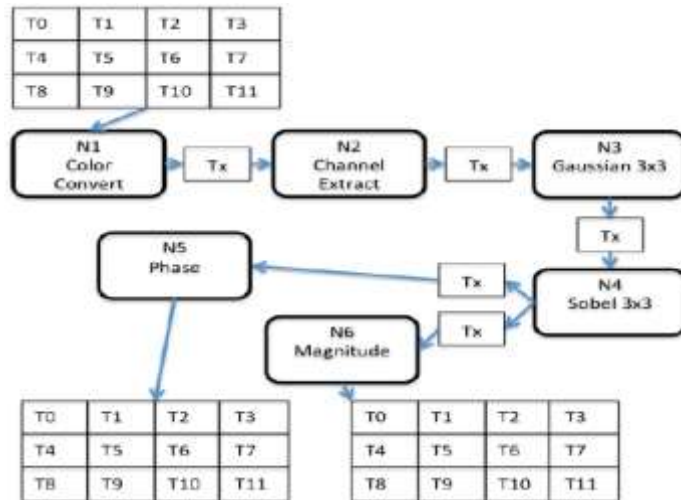 T0 T1 T2 T3
T4 T5 T6 T7
T8 T9 T10 T11
N1
Color
Convert
Tx
N2
Channel
Extract
Tx
N3
Gaussian 3x3
Tx
N4
Sobel 3x3
Tx
Tx
N5
Phase
N6
Magnitude
T0 T1 T2 T3
T4 T5 T6 T7
T8 T9 T10 T11
T0 T1 T2 T3
T4 T5 T6 T7
T8 T9 T10 T11